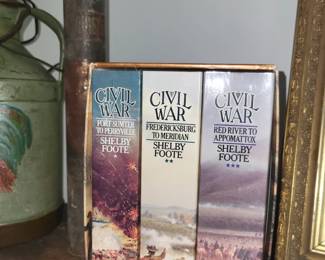 CIVIL
WAR
FORT SUMTER
TO PERRYVILLE
SHELBY
FOOTE
*
CIVIL
WAR
FREDERICKSBURG
TO MERIDIAN
SHELBY
FOOTE
**
CIVIL
WAR
RED RIVER TO
APPOMATTOX
SHELBY
FOOTE
***